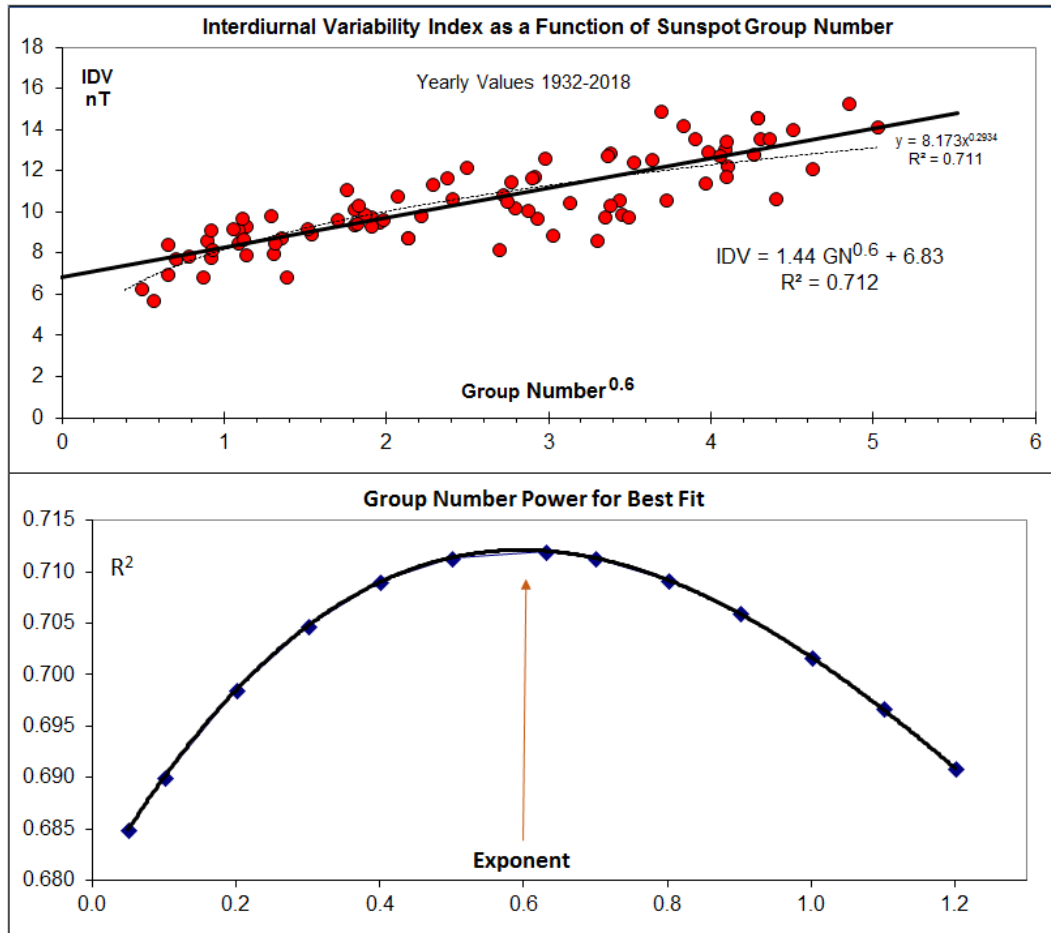 Interdiurnal Variability Index as a Function of Sunspot Group Number
18
16
14
12
10
8
6
4
2
0
IDV
nT
Yearly Values 1932-2018
y = 8.173x^0.2934
R² = 0.711
IDV = 1.44 GN^0.6 + 6.83
R² = 0.712
Group Number^0.6
0 1 2 3 4 5 6
Group Number Power for Best Fit
0.715
0.710
0.705
0.700
0.695
0.690
0.685
0.680
R²
Exponent
0.0 0.2 0.4 0.6 0.8 1.0 1.2